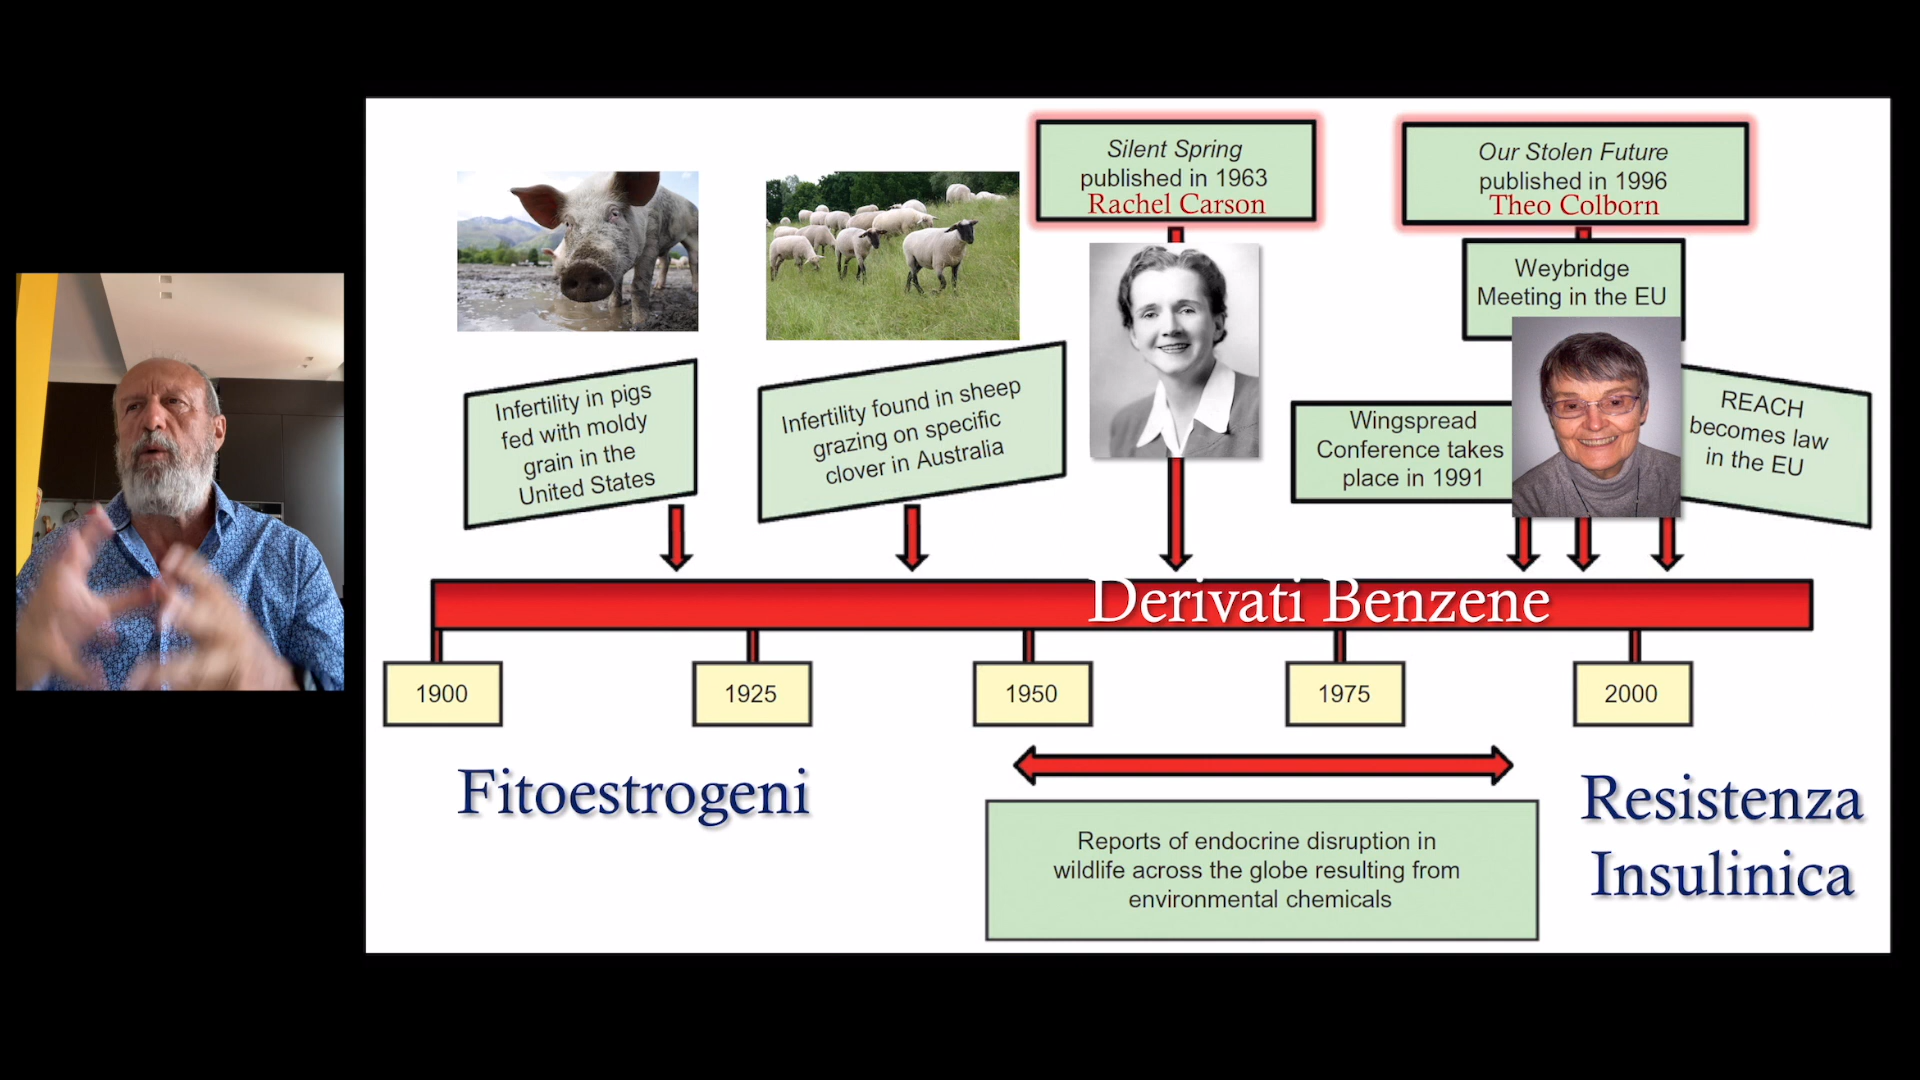 Silent Spring
published in 1963
Rachel Carson
Our Stolen Future
published in 1996
Theo Colborn
Weybridge
Meeting in the EU
Infertility in pigs
fed with moldy
grain in the
United States
Infertility found in sheep
grazing on specific
clover in Australia
Wingspread
Conference takes
place in 1991
REACH
becomes law
in the EU
Derivati Benzene
1900
1925
1950
1975
2000
Fitoestrogeni
Reports of endocrine disruption in
wildlife across the globe resulting from
environmental chemicals
Resistenza
Insulinica